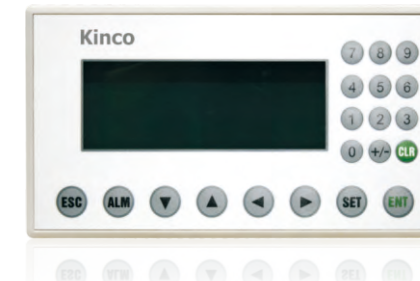 Kinco
7 8 9
4 5 6
1 2 3
0 +/- CLR
ESC ALM ▼ ▲ ◀ ▶ SET ENT